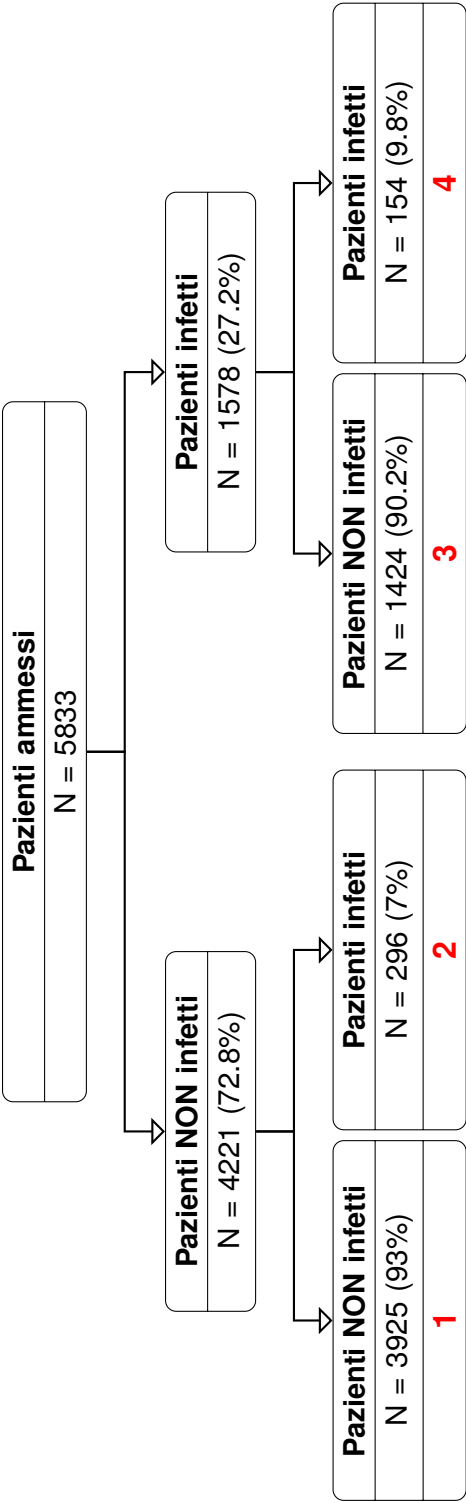 Pazienti ammessi
N = 5833
Pazienti NON infetti
N = 4221 (72.8%)
Pazienti infetti
N = 1578 (27.2%)
Pazienti NON infetti
N = 3925 (93%)
1
Pazienti infetti
N = 296 (7%)
2
Pazienti NON infetti
N = 1424 (90.2%)
3
Pazienti infetti
N = 154 (9.8%)
4